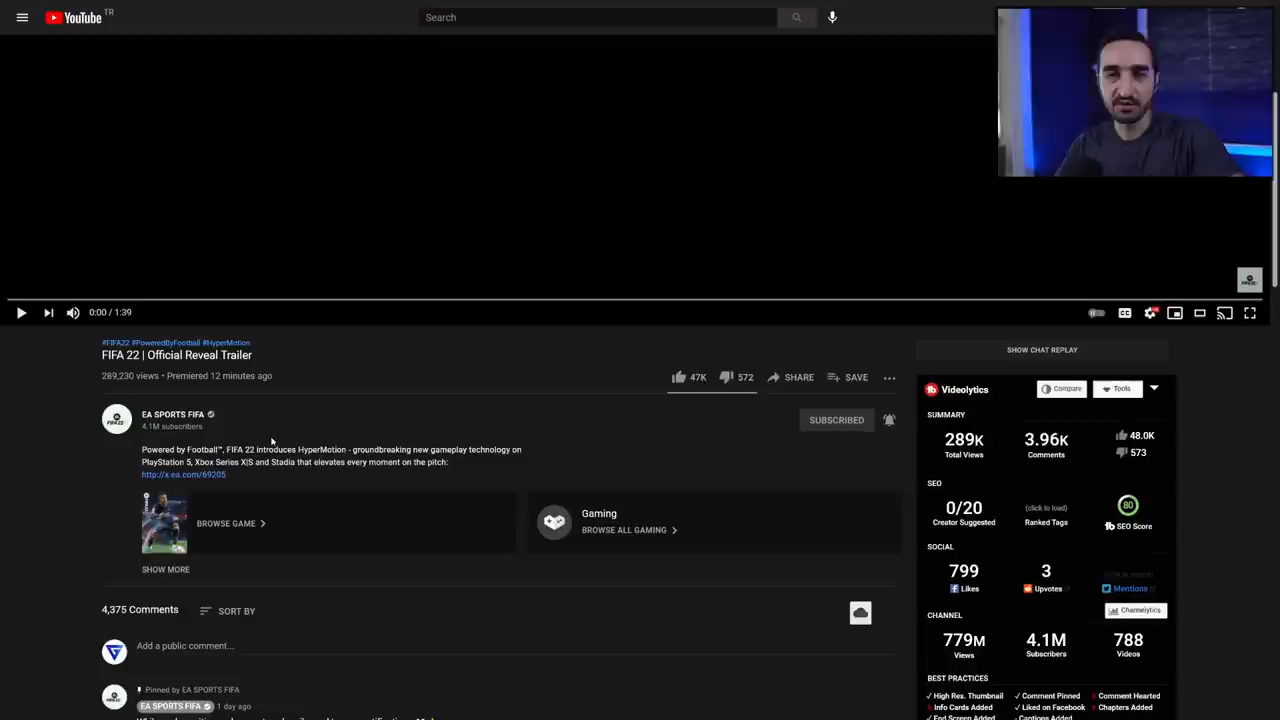 YouTube TR
Search
0:00 / 1:39
CC
#FIFA22 #PoweredByFootball #HyperMotion
FIFA 22 | Official Reveal Trailer
289,230 views • Premiered 12 minutes ago
47K
572
SHARE
SAVE
EA SPORTS FIFA
4.1M subscribers
SUBSCRIBED
Powered by Football™, FIFA 22 introduces HyperMotion - groundbreaking new gameplay technology on
PlayStation 5, Xbox Series X|S and Stadia that elevates every moment on the pitch:
http://x.ea.com/69205
BROWSE GAME
Gaming
BROWSE ALL GAMING
SHOW MORE
4,375 Comments
SORT BY
Add a public comment...
Pinned by EA SPORTS FIFA
EA SPORTS FIFA 1 day ago
SHOW CHAT REPLAY
Videolytics
Compare
Tools
SUMMARY
289K
Total Views
3.96K
Comments
48.0K
573
SEO
0/20
Creator Suggested
(click to load)
Ranked Tags
80
SEO Score
SOCIAL
799
Likes
3
Upvotes
Mentions
Channelytics
CHANNEL
779M
Views
4.1M
Subscribers
788
Videos
BEST PRACTICES
High Res. Thumbnail
Comment Pinned
Comment Hearted
Info Cards Added
Liked on Facebook
Chapters Added
End Screen Added
Captions Added